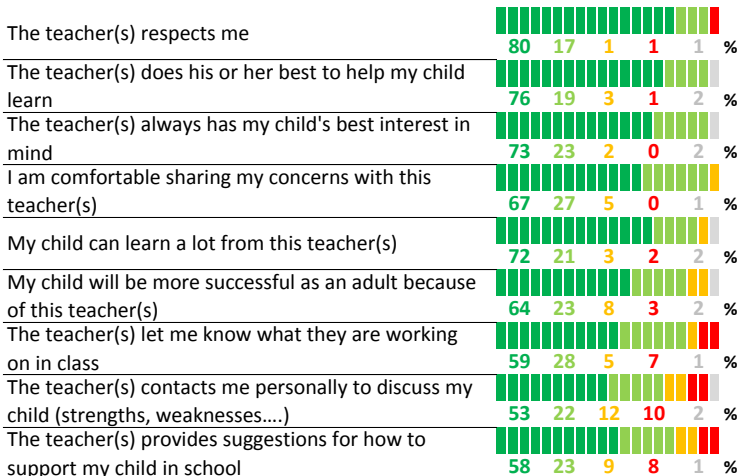 The teacher(s) respects me
80 17 1 1 1 %
The teacher(s) does his or her best to help my child
learn
76 19 3 1 2 %
The teacher(s) always has my child's best interest in
mind
73 23 2 0 2 %
I am comfortable sharing my concerns with this
teacher(s)
67 27 5 0 1 %
My child can learn a lot from this teacher(s)
72 21 3 2 2 %
My child will be more successful as an adult because
of this teacher(s)
64 23 8 3 2 %
The teacher(s) let me know what they are working
on in class
59 28 5 7 1 %
The teacher(s) contacts me personally to discuss my
child (strengths, weaknesses....)
53 22 12 10 2 %
The teacher(s) provides suggestions for how to
support my child in school
58 23 9 8 1 %